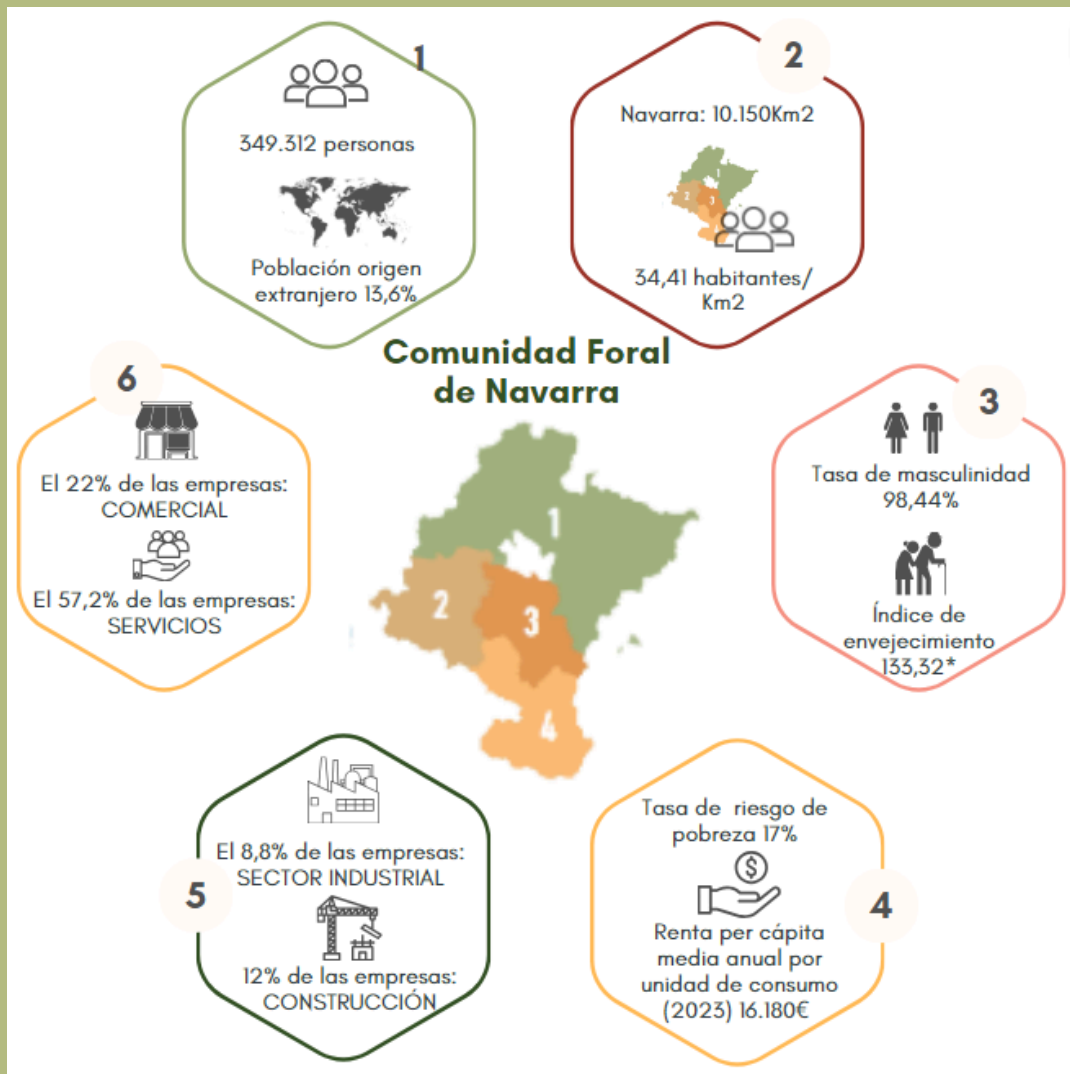 1
349.312 personas
Población origen
extranjero 13,6%
2
Navarra: 10.150Km2
1
2
3
34,41 habitantes/
Km2
Comunidad Foral
de Navarra
1
2
3
4
3
Tasa de masculinidad
98,44%
Índice de
envejecimiento
133,32*
Tasa de riesgo de
pobreza 17%
$
4
Renta per cápita
media anual por
unidad de consumo
(2023) 16.180€
El 8,8% de las empresas:
SECTOR INDUSTRIAL
5
12% de las empresas:
CONSTRUCCIÓN
6
El 22% de las empresas:
COMERCIAL
El 57,2% de las empresas:
SERVICIOS